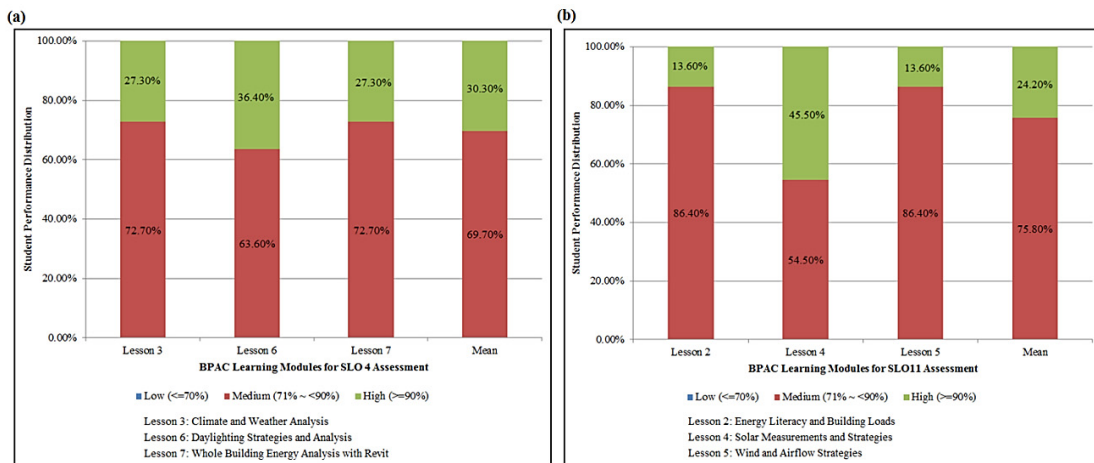 (a)
100.00%
80.00%
60.00%
40.00%
20.00%
0.00%
Student Performance Distribution
27.30%
36.40%
27.30%
30.30%
72.70%
63.60%
72.70%
69.70%
Lesson 3
Lesson 6
Lesson 7
Mean
BPAC Learning Modules for SLO 4 Assessment
Low (<=70%)
Medium (71% ~ <90%)
High (>=90%)
Lesson 3: Climate and Weather Analysis
Lesson 6: Daylighting Strategies and Analysis
Lesson 7: Whole Building Energy Analysis with Revit
(b)
100.00%
80.00%
60.00%
40.00%
20.00%
0.00%
Student Performance Distribution
13.60%
45.50%
13.60%
24.20%
86.40%
54.50%
86.40%
75.80%
Lesson 2
Lesson 4
Lesson 5
Mean
BPAC Learning Modules for SLO11 Assessment
Low (<=70%)
Medium (71% ~ <90%)
High (>=90%)
Lesson 2: Energy Literacy and Building Loads
Lesson 4: Solar Measurements and Strategies
Lesson 5: Wind and Airflow Strategies